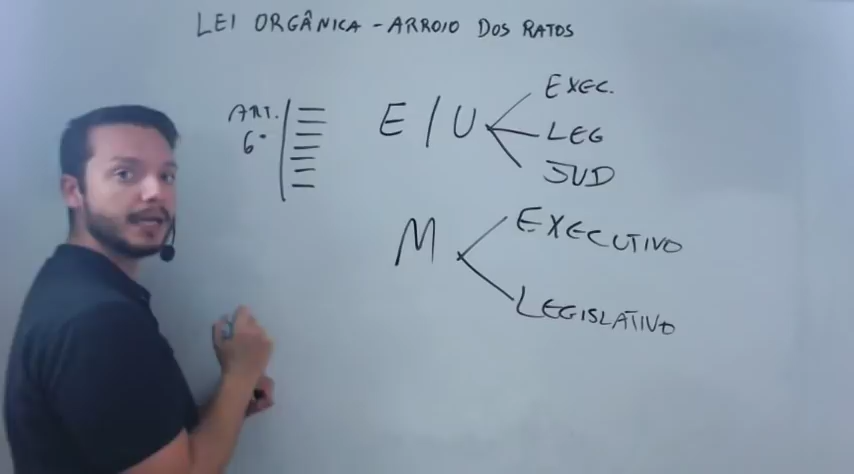 LEI ORGÂNICA - ARROIO DOS RATOS
ART.
6º
E / U
EXEC.
LEG
JUD
M
EXECUTIVO
LEGISLATIVO